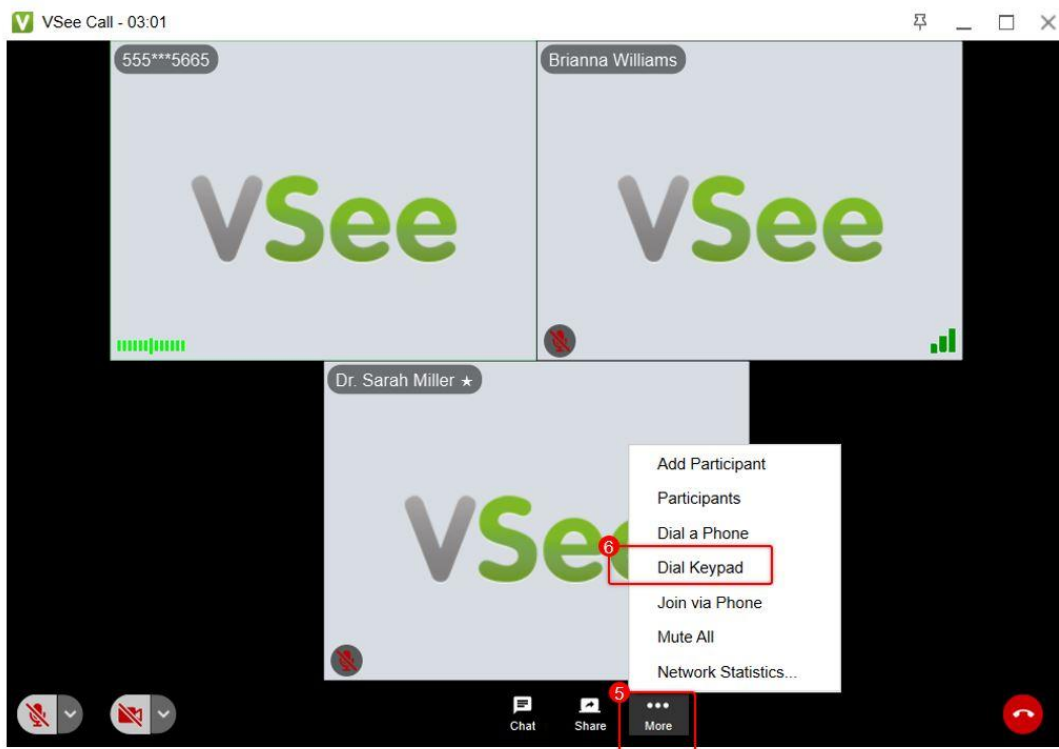 VSee Call - 03:01
555***5665
Brianna Williams
VSee
VSee
Dr. Sarah Miller ★
VSee
Add Participant
Participants
Dial a Phone
6
Dial Keypad
Join via Phone
Mute All
Network Statistics...
5
Chat
Share
More